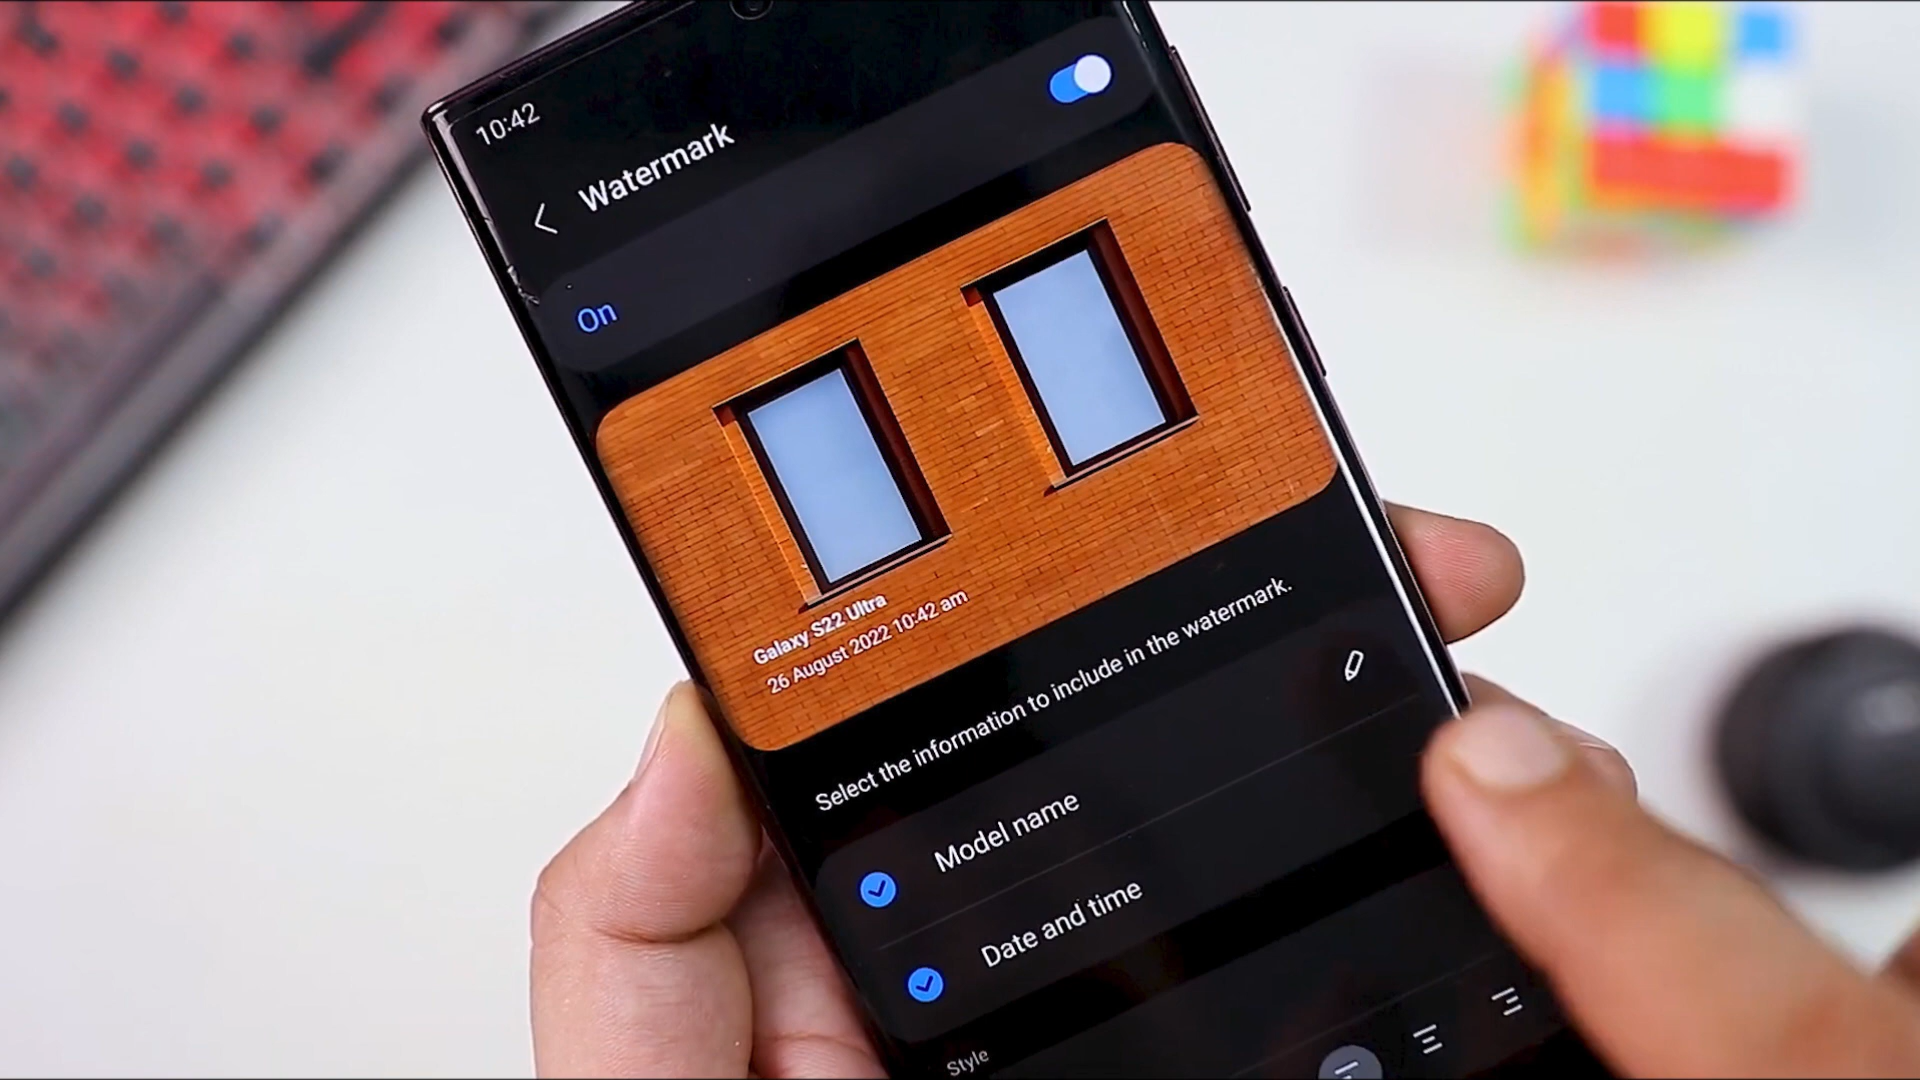 10:42
Watermark
On
Galaxy S22 Ultra
26 August 2022 10:42 am
Select the information to include in the watermark.
Model name
Date and time
Style